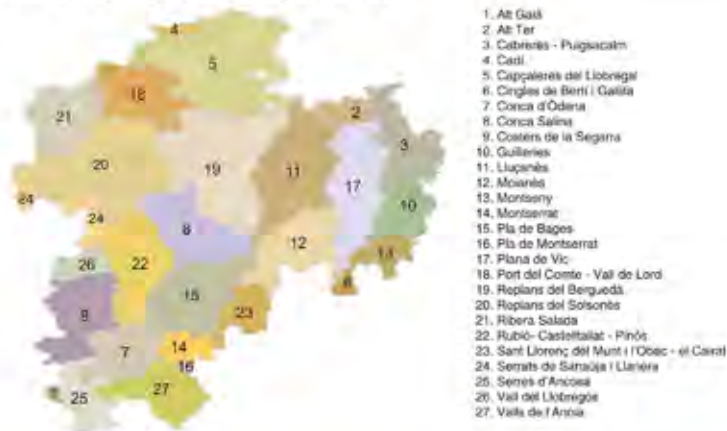 4
5
18
21
2
3
20
19
11
17
24
10
24
8
12
13
22
26
6
15
9
23
7
14
16
27
25
1. Alt Gaià
2. Alt Ter
3. Cabrerès - Puigsacalm
4. Cadí
5. Capçaleres del Llobregat
6. Cingles de Bertí i Gallifa
7. Conca d'Òdena
8. Conca Salina
9. Costers de la Segarra
10. Guilleries
11. Lluçanès
12. Moianès
13. Montseny
14. Montserrat
15. Pla de Bages
16. Pla de Montserrat
17. Plana de Vic
18. Port del Comte - Vall de Lord
19. Replans del Berguedà
20. Replans del Solsonès
21. Ribera Salada
22. Rubió- Castelltallat - Pinós
23. Sant Llorenç del Munt i l'Obac - el Cairat
24. Serrats de Sanaüja i Llanera
25. Serres d'Ancosa
26. Vall del Llobregós
27. Valls de l'Anoia